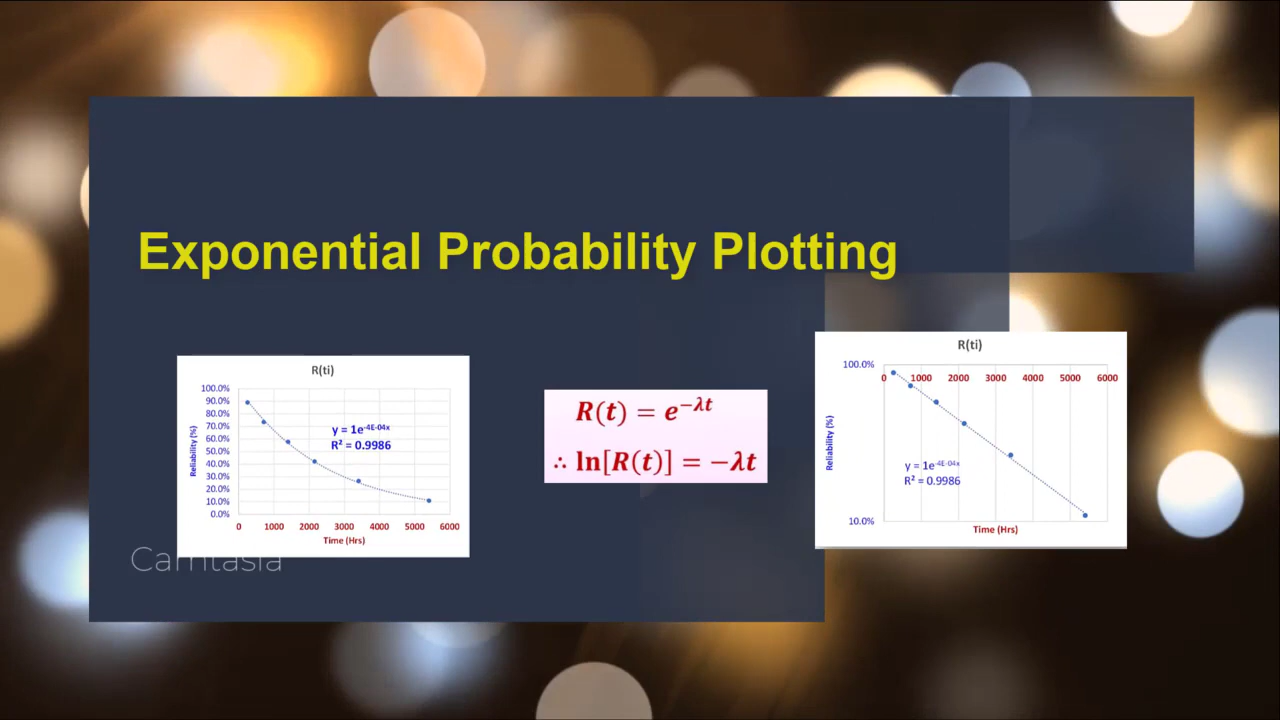 Exponential Probability Plotting
R(ti)
100.0%
90.0%
80.0%
70.0%
60.0%
50.0%
40.0%
30.0%
20.0%
10.0%
0.0%
Reliability (%)
y = 1e^-4E-04x
R² = 0.9986
0 1000 2000 3000 4000 5000 6000
Time (Hrs)
R(t) = e^−λt
∴ ln[R(t)] = −λt
R(ti)
100.0%
0 1000 2000 3000 4000 5000 6000
Reliability (%)
y = 1e^-4E-04x
R² = 0.9986
10.0%
Time (Hrs)
Camtasia